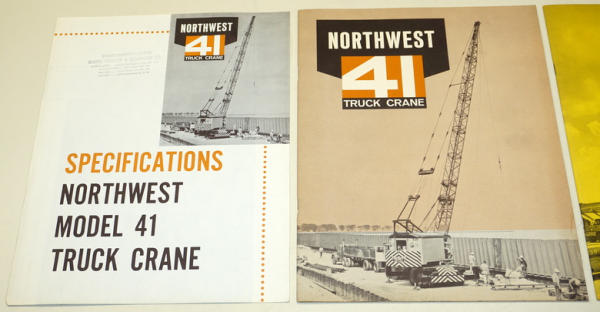 NORTHWEST
41
TRUCK CRANE
SPECIFICATIONS
NORTHWEST
MODEL 41
TRUCK CRANE
NORTHWEST
41
TRUCK CRANE